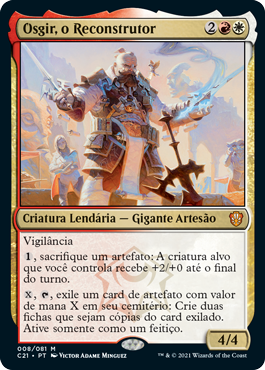 Osgir, o Reconstrutor 2
Criatura Lendária — Gigante Artesão
Vigilância
1, sacrifique um artefato: A criatura alvo
que você controla recebe +2/+0 até o final
do turno.
X, , exile um card de artefato com valor
de mana X em seu cemitério: Crie duas
fichas que sejam cópias do card exilado.
Ative somente como um feitiço.
4/4
008/081 M
C21 • PT VICTOR ADAME MINGUEZ
™ & © 2021 Wizards of the Coast